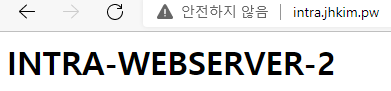 안전하지 않음 | intra.jhkim.pw
INTRA-WEBSERVER-2